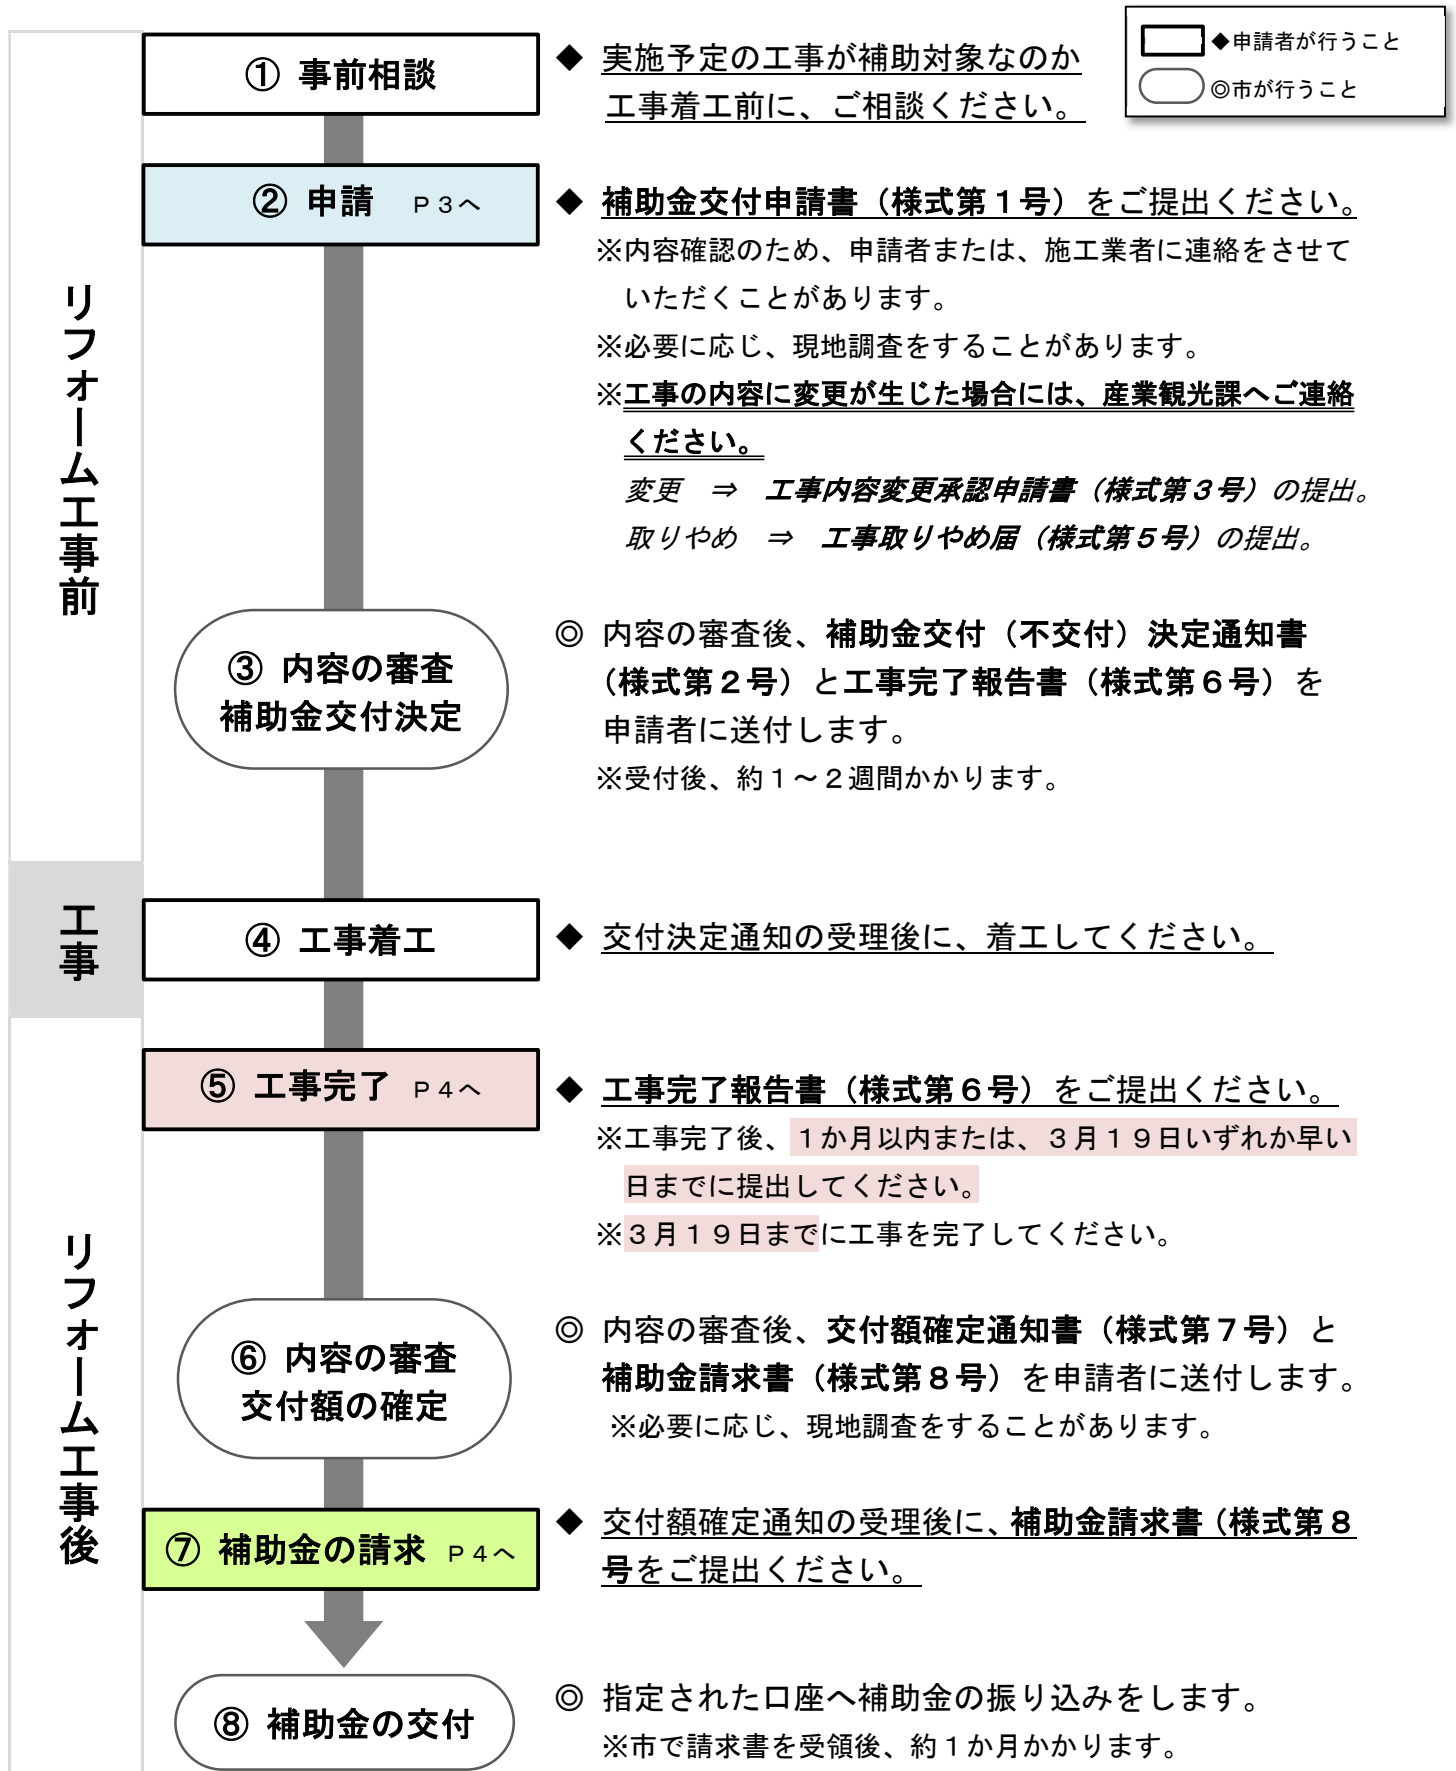 ◆申請者が行うこと
◎市が行うこと
リフォーム工事前
① 事前相談
◆ 実施予定の工事が補助対象なのか
工事着工前に、ご相談ください。
② 申請 Ｐ３へ
◆ 補助金交付申請書（様式第１号）をご提出ください。
※内容確認のため、申請者または、施工業者に連絡をさせて
いただくことがあります。
※必要に応じ、現地調査をすることがあります。
※工事の内容に変更が生じた場合には、産業観光課へご連絡
ください。
変更 ⇒ 工事内容変更承認申請書（様式第３号）の提出。
取りやめ ⇒ 工事取りやめ届（様式第５号）の提出。
③ 内容の審査
補助金交付決定
◎ 内容の審査後、補助金交付（不交付）決定通知書
（様式第２号）と工事完了報告書（様式第６号）を
申請者に送付します。
※受付後、約１～２週間かかります。
工事
④ 工事着工
◆ 交付決定通知の受理後に、着工してください。
リフォーム工事後
⑤ 工事完了 Ｐ４へ
◆ 工事完了報告書（様式第６号）をご提出ください。
※工事完了後、１か月以内または、３月１９日いずれか早い
日までに提出してください。
※３月１９日までに工事を完了してください。
⑥ 内容の審査
交付額の確定
◎ 内容の審査後、交付額確定通知書（様式第７号）と
補助金請求書（様式第８号）を申請者に送付します。
※必要に応じ、現地調査をすることがあります。
⑦ 補助金の請求 Ｐ４へ
◆ 交付額確定通知の受理後に、補助金請求書（様式第８
号をご提出ください。
⑧ 補助金の交付
◎ 指定された口座へ補助金の振り込みをします。
※市で請求書を受領後、約１か月かかります。